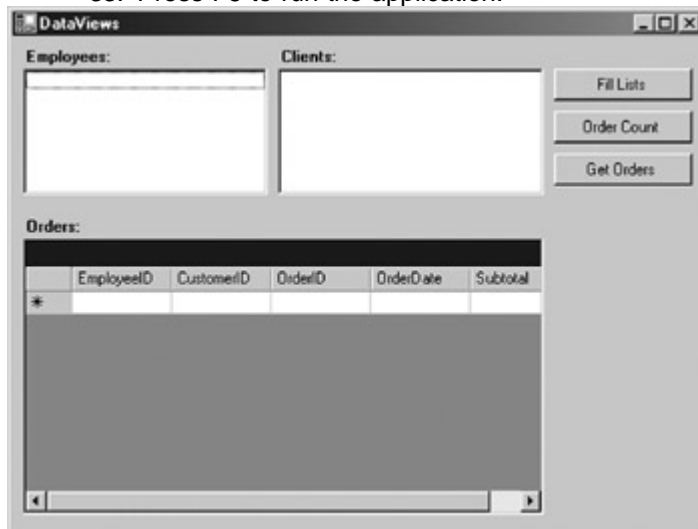 DataViews
Employees:
Clients:
Fill Lists
Order Count
Get Orders
Orders:
EmployeeID CustomerID OrderID OrderDate Subtotal
*